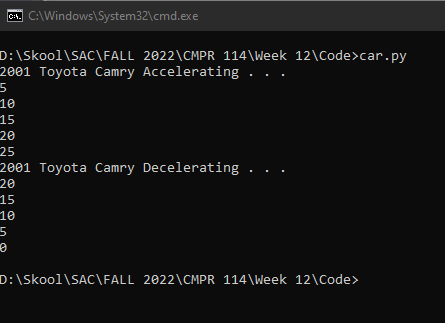 C:\Windows\System32\cmd.exe
D:\Skool\SAC\FALL 2022\CMPR 114\Week 12\Code>car.py
2001 Toyota Camry Accelerating . . .
5
10
15
20
25
2001 Toyota Camry Decelerating . . .
20
15
10
5
0
D:\Skool\SAC\FALL 2022\CMPR 114\Week 12\Code>